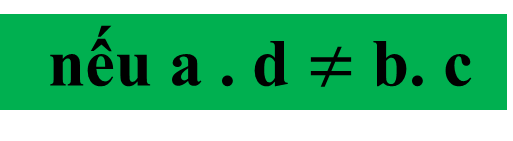 nếu a . d ≠ b. c